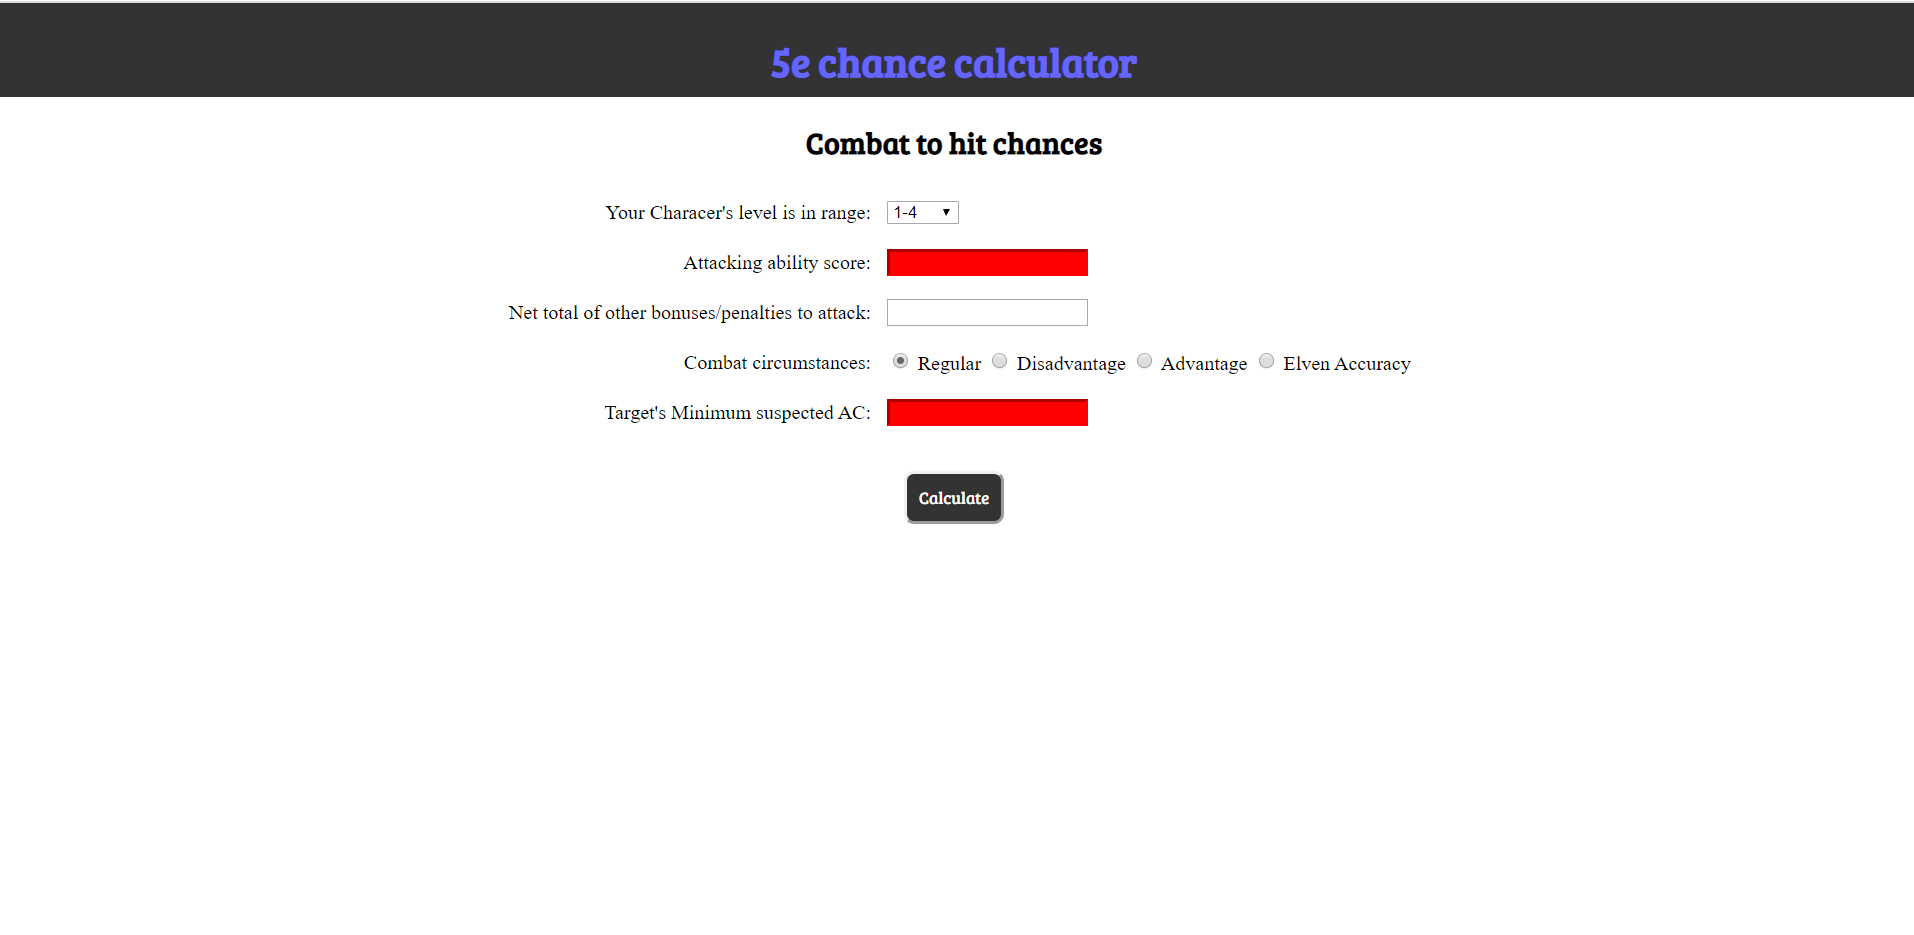 5e chance calculator
Combat to hit chances
Your Characer's level is in range: 1-4
Attacking ability score:
Net total of other bonuses/penalties to attack:
Combat circumstances: Regular Disadvantage Advantage Elven Accuracy
Target's Minimum suspected AC:
Calculate